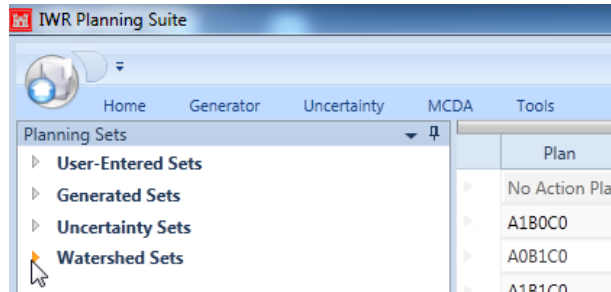 IWR Planning Suite
Home Generator Uncertainty MCDA Tools
Planning Sets
User-Entered Sets
Generated Sets
Uncertainty Sets
Watershed Sets
Plan
No Action Pla
A1B0C0
A0B1C0
A1B1C0